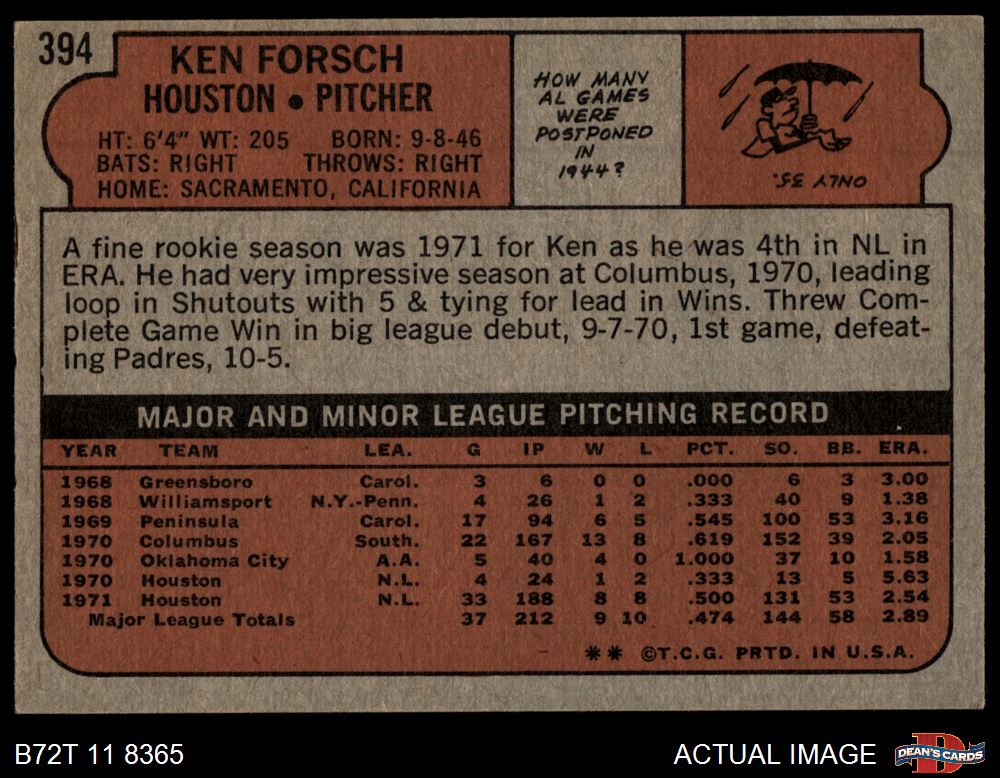 394
KEN FORSCH
HOUSTON • PITCHER
HT: 6'4" WT: 205 BORN: 9-8-46
BATS: RIGHT THROWS: RIGHT
HOME: SACRAMENTO, CALIFORNIA
HOW MANY
AL GAMES
WERE
POSTPONED
IN
1944?
ONLY 35.
A fine rookie season was 1971 for Ken as he was 4th in NL in
ERA. He had very impressive season at Columbus, 1970, leading
loop in Shutouts with 5 & tying for lead in Wins. Threw Com-
plete Game Win in big league debut, 9-7-70, 1st game, defeat-
ing Padres, 10-5.
MAJOR AND MINOR LEAGUE PITCHING RECORD
YEAR TEAM LEA. G IP W L PCT. SO. BB. ERA.
1968 Greensboro Carol. 3 6 0 0 .000 6 3 3.00
1968 Williamsport N.Y.-Penn. 4 26 1 2 .333 40 9 1.38
1969 Peninsula Carol. 17 94 6 5 .545 100 53 3.16
1970 Columbus South. 22 167 13 8 .619 152 39 2.05
1970 Oklahoma City A.A. 5 40 4 0 1.000 37 10 1.58
1970 Houston N.L. 4 24 1 2 .333 13 5 5.63
1971 Houston N.L. 33 188 8 8 .500 131 53 2.54
Major League Totals 37 212 9 10 .474 144 58 2.89
** ©T.C.G. PRTD. IN U.S.A.
B72T 11 8365
ACTUAL IMAGE
DEAN'S CARDS